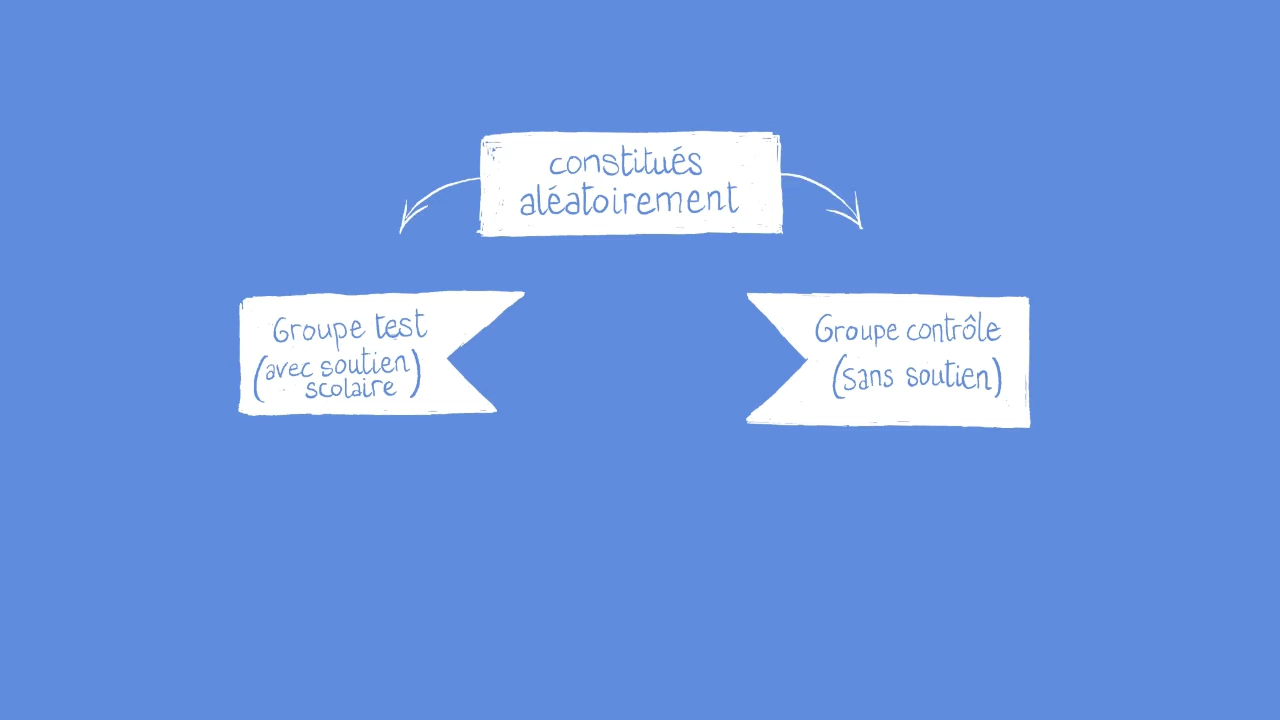 constitués
aléatoirement
Groupe test
(avec soutien
scolaire)
Groupe contrôle
(sans soutien)